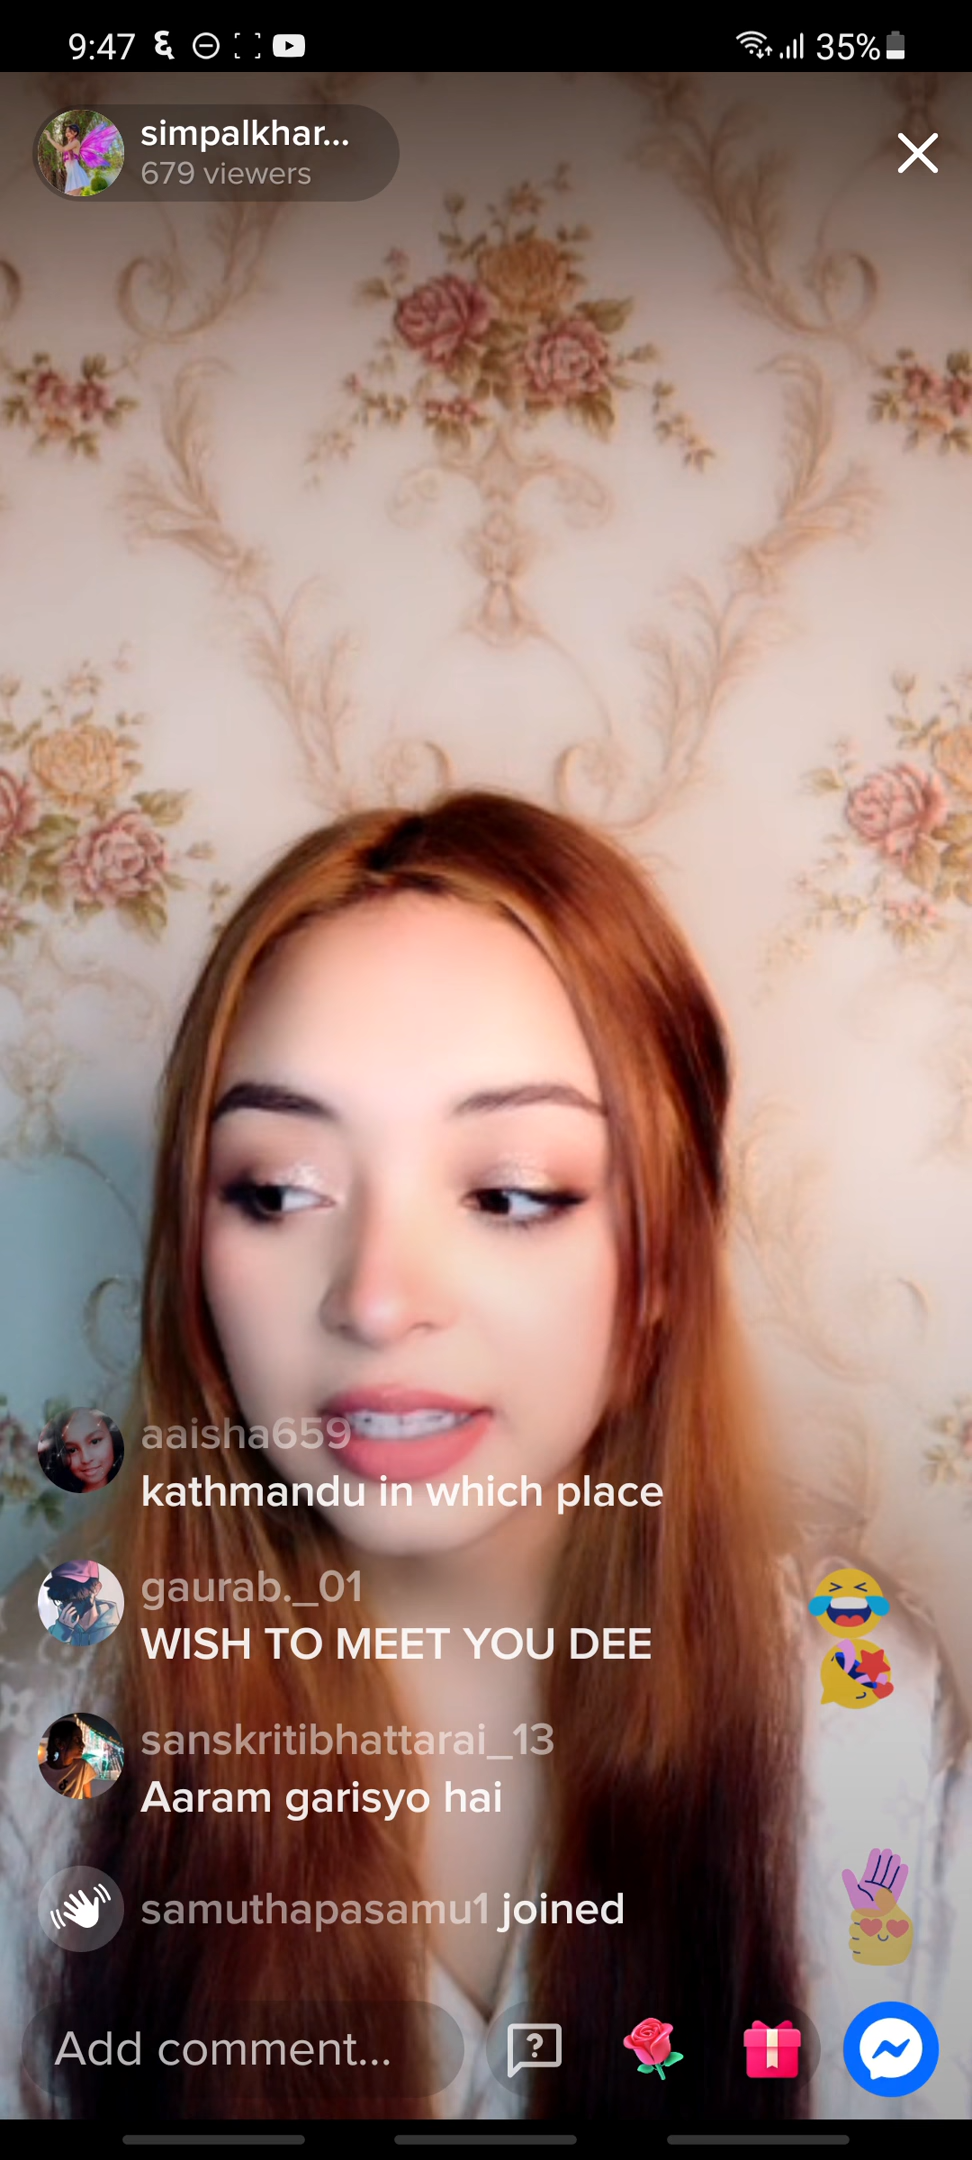 9:47
35%
simpalkhar...
679 viewers
aaisha659
kathmandu in which place
gaurab._01
WISH TO MEET YOU DEE
sanskritibhattarai_13
Aaram garisyo hai
samuthapasamu1 joined
Add comment...
?